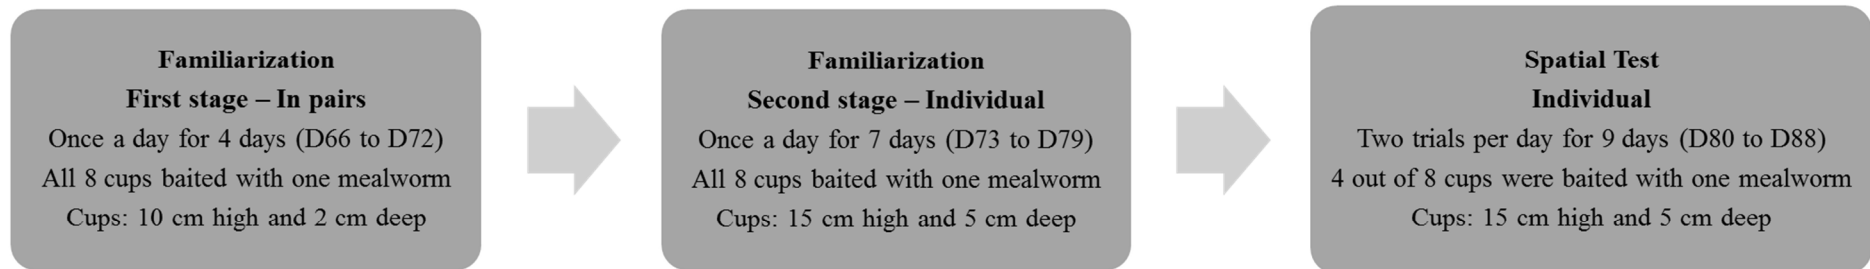 Familiarization
First stage – In pairs
Once a day for 4 days (D66 to D72)
All 8 cups baited with one mealworm
Cups: 10 cm high and 2 cm deep
Familiarization
Second stage – Individual
Once a day for 7 days (D73 to D79)
All 8 cups baited with one mealworm
Cups: 15 cm high and 5 cm deep
Spatial Test
Individual
Two trials per day for 9 days (D80 to D88)
4 out of 8 cups were baited with one mealworm
Cups: 15 cm high and 5 cm deep